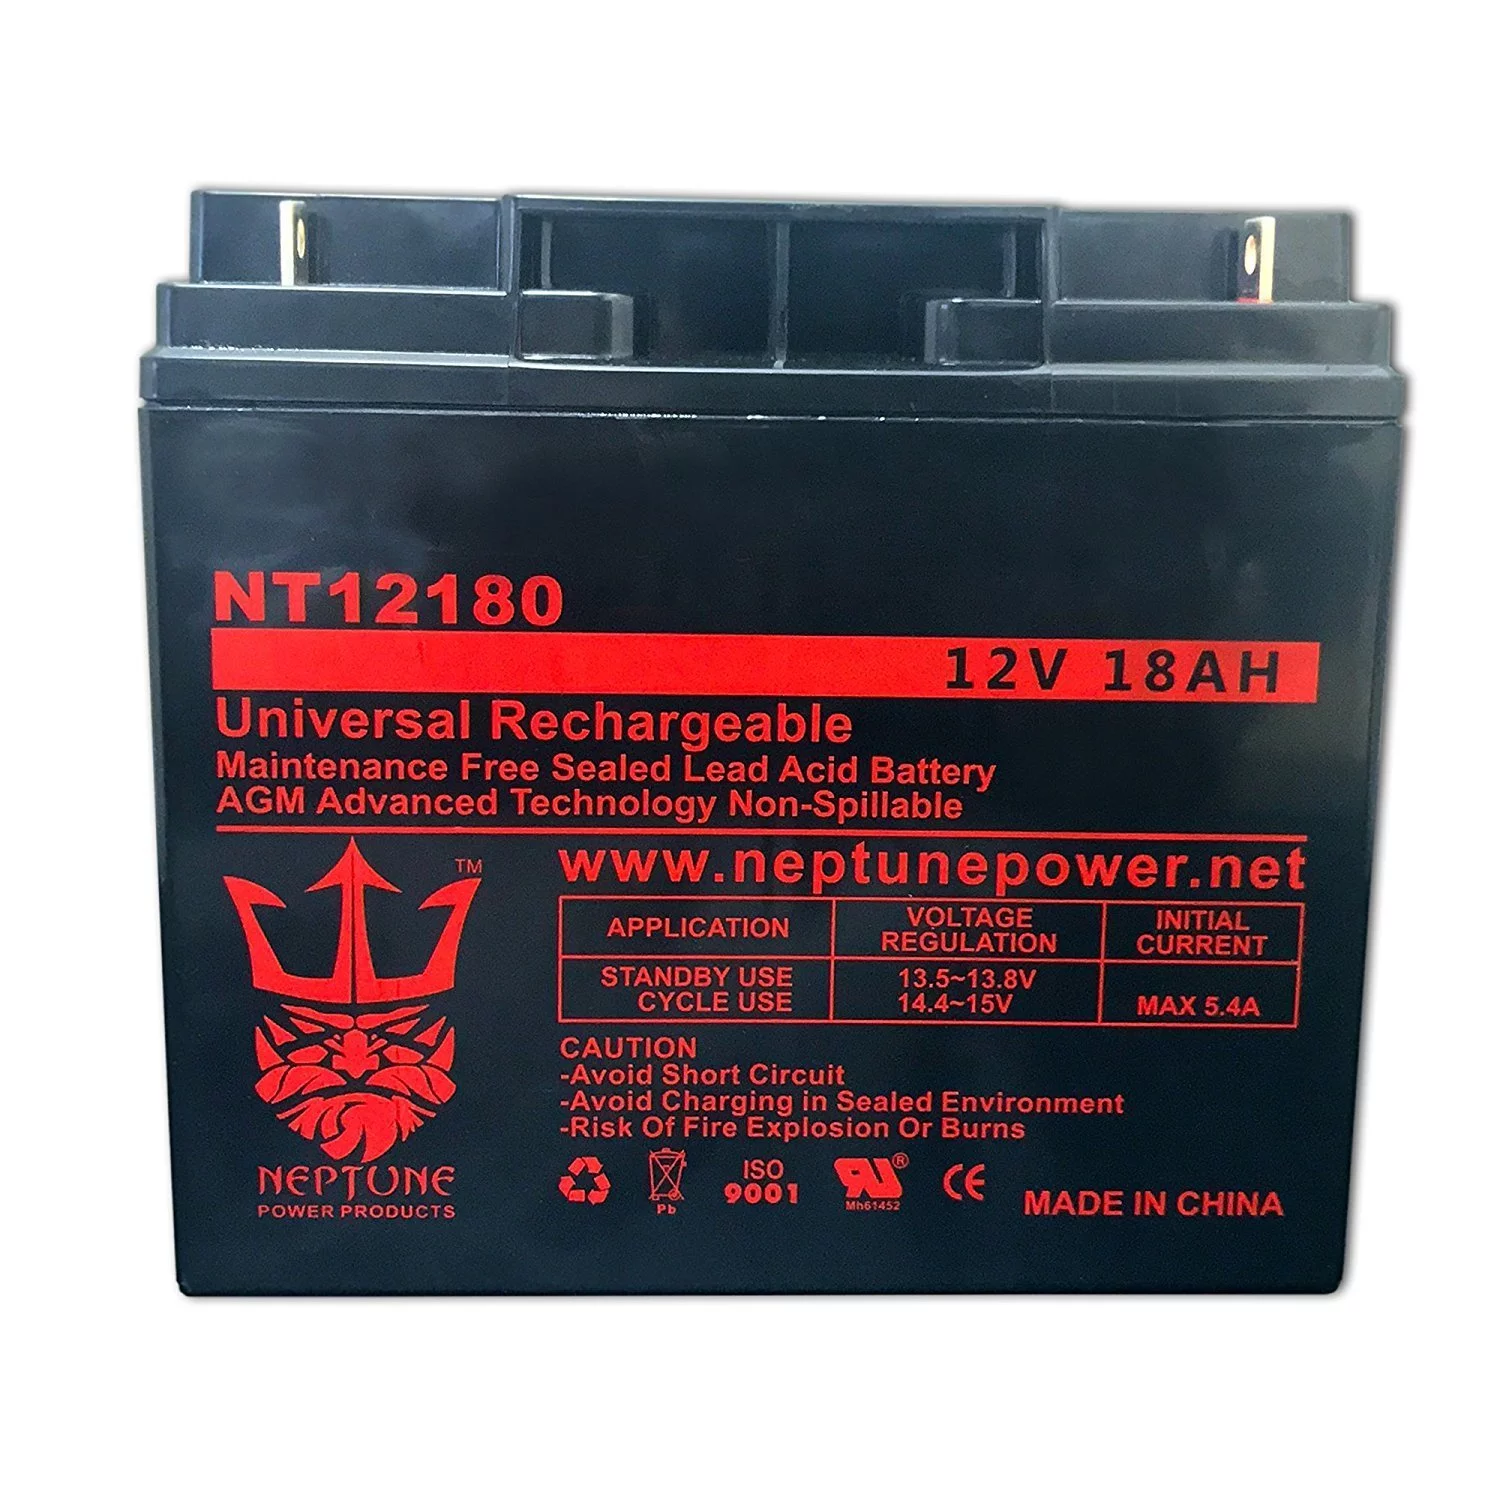 NT12180
12V 18AH
Universal Rechargeable
Maintenance Free Sealed Lead Acid Battery
AGM Advanced Technology Non-Spillable
TM
www.neptunepower.net
APPLICATION
VOLTAGE
REGULATION
INITIAL
CURRENT
STANDBY USE
CYCLE USE
13.5~13.8V
14.4~15V
MAX 5.4A
CAUTION
-Avoid Short Circuit
-Avoid Charging in Sealed Environment
-Risk Of Fire Explosion Or Burns
NEPTUNE
POWER PRODUCTS
Pb
ISO
9001
RU®
Mh61452
CE
MADE IN CHINA